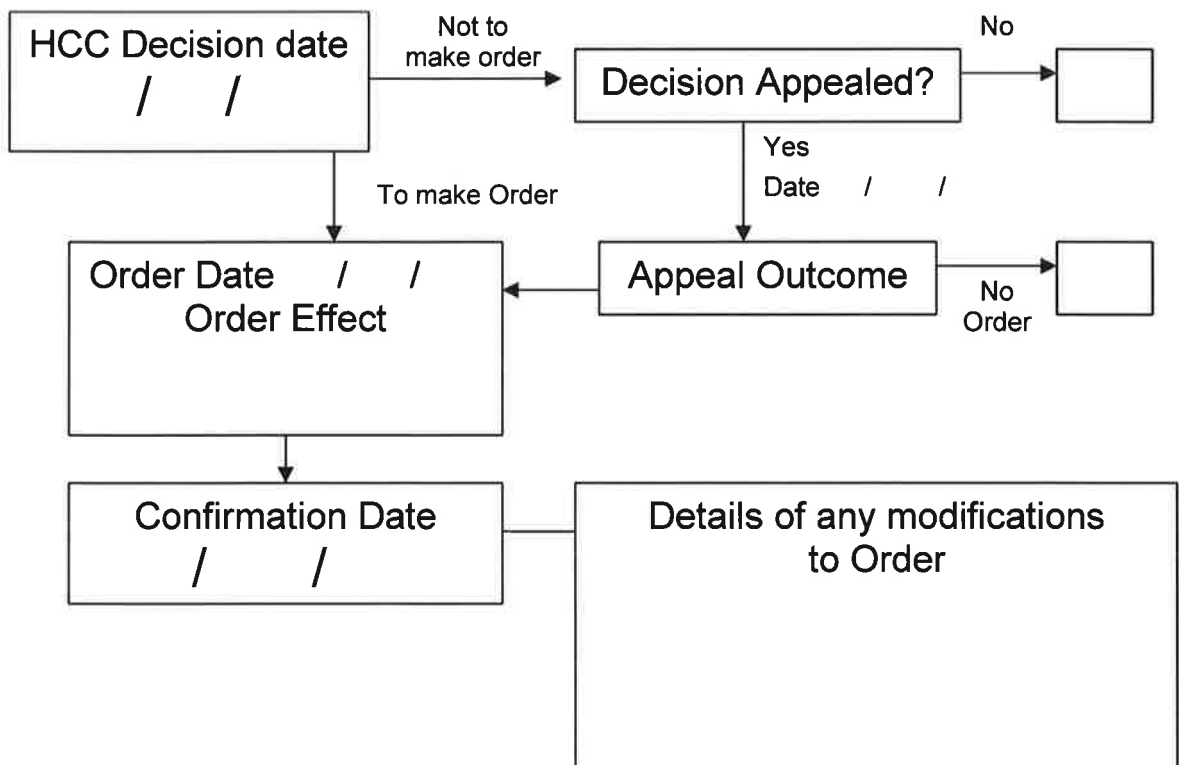 HCC Decision date
/ /
Not to
make order
Decision Appealed?
No
Yes
Date / /
To make Order
Order Date / /
Order Effect
Appeal Outcome
No
Order
Confirmation Date
/ /
Details of any modifications
to Order